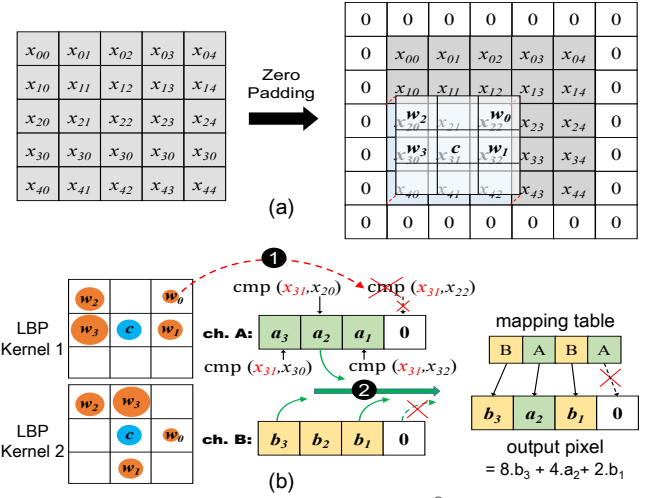 x00 x01 x02 x03 x04
x10 x11 x12 x13 x14
x20 x21 x22 x23 x24
x30 x30 x30 x30 x30
x40 x41 x42 x43 x44
Zero
Padding
(a)
0 0 0 0 0 0 0
0 x00 x01 x02 x03 x04 0
0 x10 x11 x12 x13 x14 0
w2 w0
0 x20 x21 x22 x23 x24 0
w3 c w1
0 x30 x31 x32 x33 x34 0
0 x40 x41 x42 x43 x44 0
0 0 0 0 0 0 0
1
LBP
Kernel 1
w2 w0
w3 c w1
cmp (x31,x20) cmp (x31,x22)
ch. A: a3 a2 a1 0
cmp (x31,x30) cmp (x31,x32)
2
LBP
Kernel 2
w2 w3
c w0
w1
ch. B: b3 b2 b1 0
mapping table
B A B A
b3 a2 b1 0
output pixel
= 8.b3 + 4.a2+ 2.b1
(b)